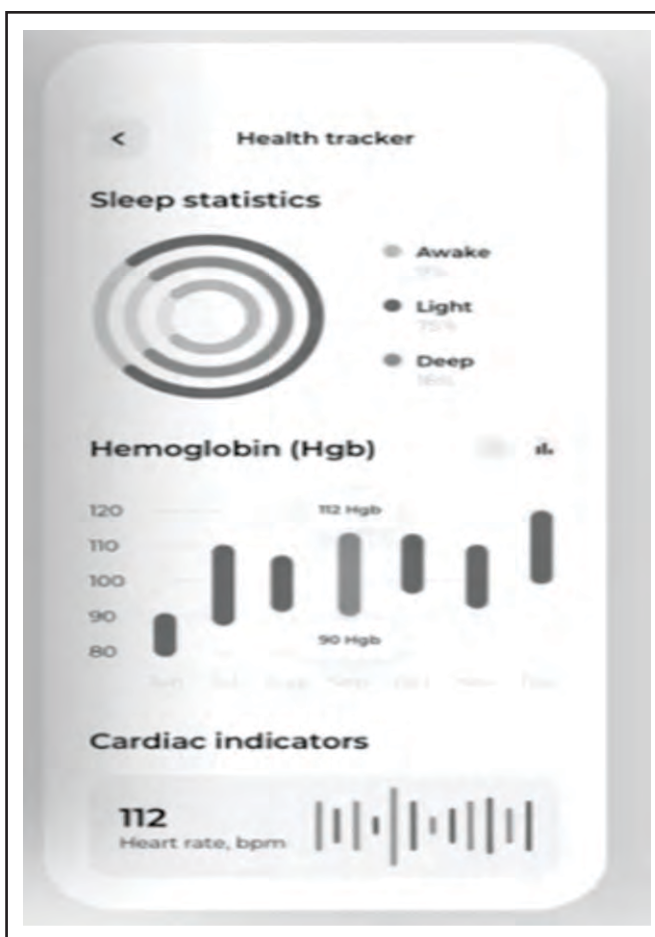 Health tracker
Sleep statistics
Awake
Light
75%
Deep
16%
Hemoglobin (Hgb)
120
112 Hgb
110
100
90
80
90 Hgb
Cardiac indicators
112
Heart rate, bpm